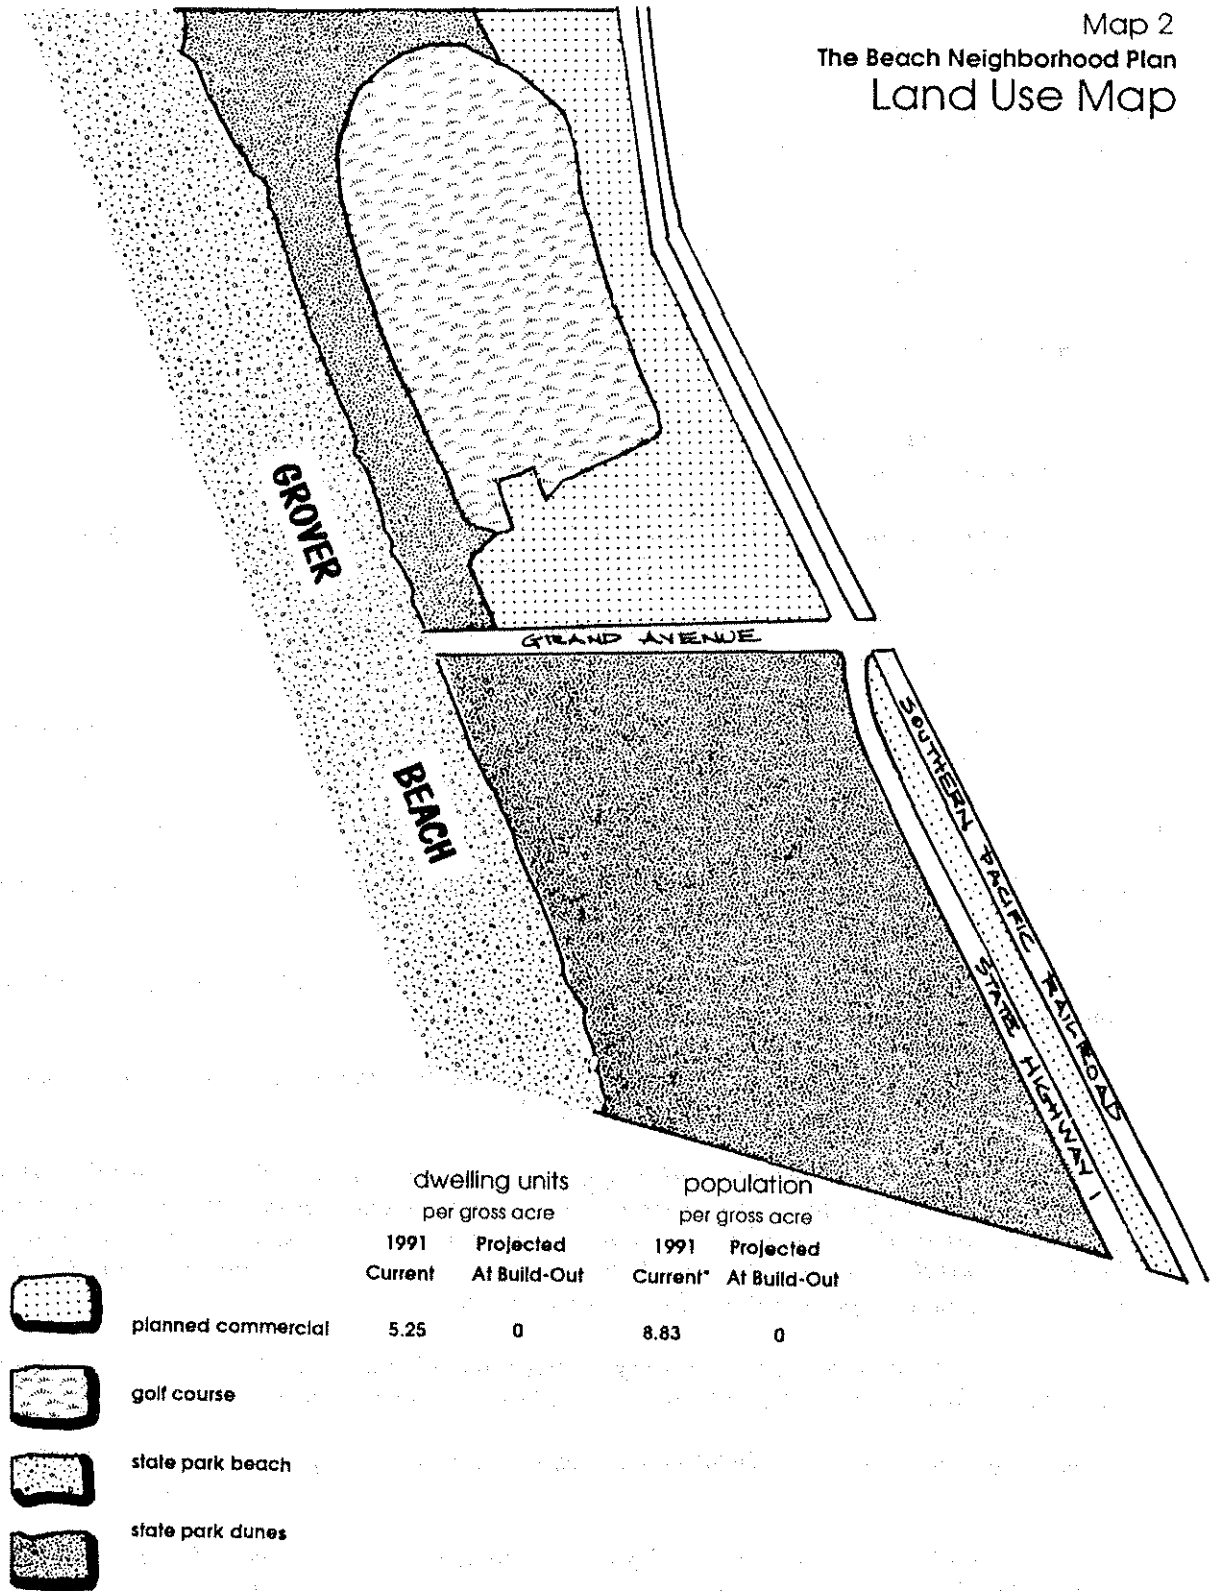 Map 2
The Beach Neighborhood Plan
Land Use Map
GROVER
BEACH
GRAND AVENUE
SOUTHERN PACIFIC RAILROAD
STATE HIGHWAY 1
dwelling units population
per gross acre per gross acre
1991 Projected 1991 Projected
Current At Build-Out Current* At Build-Out
planned commercial 5.25 0 8.83 0
golf course
state park beach
state park dunes